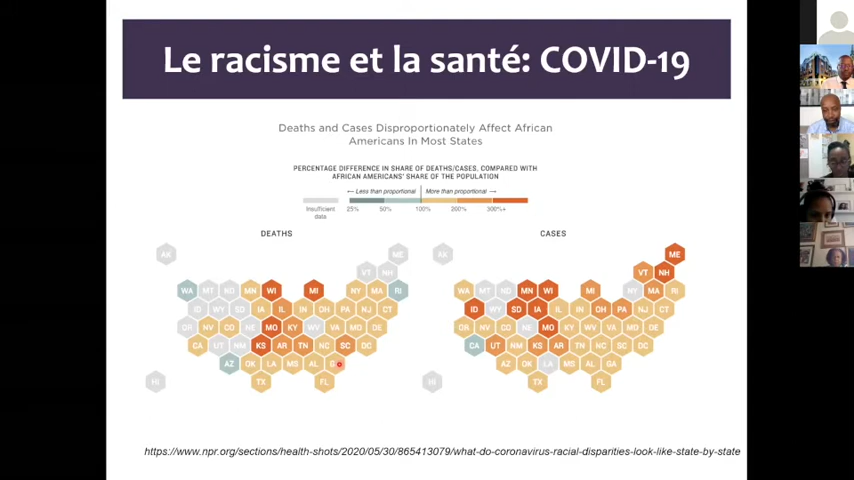 Le racisme et la santé: COVID-19
Deaths and Cases Disproportionately Affect African
Americans In Most States
PERCENTAGE DIFFERENCE IN SHARE OF DEATHS/CASES, COMPARED WITH
AFRICAN AMERICANS' SHARE OF THE POPULATION
← Less than proportional More than proportional →
Insufficient data 25% 50% 100% 200% 300%+
DEATHS
AK ME
VT NH
WA MT ND MN WI MI NY MA RI
ID WY SD IA IL IN OH PA NJ CT
OR NV CO NE MO KY WV VA MD DE
CA UT NM KS AR TN NC SC DC
AZ OK LA MS AL G
HI TX FL
CASES
AK ME
VT NH
WA MT ND MN WI MI NY MA RI
ID WY SD IA IL IN OH PA NJ CT
OR NV CO NE MO KY WV VA MD DE
CA UT NM KS AR TN NC SC DC
AZ OK LA MS AL GA
HI TX FL
https://www.npr.org/sections/health-shots/2020/05/30/865413079/what-do-coronavirus-racial-disparities-look-like-state-by-state